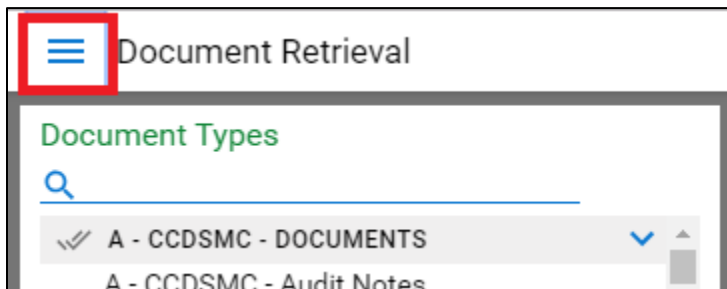 Document Retrieval
Document Types
A - CCDSMC - DOCUMENTS
A - CCDSMC - Audit Notes